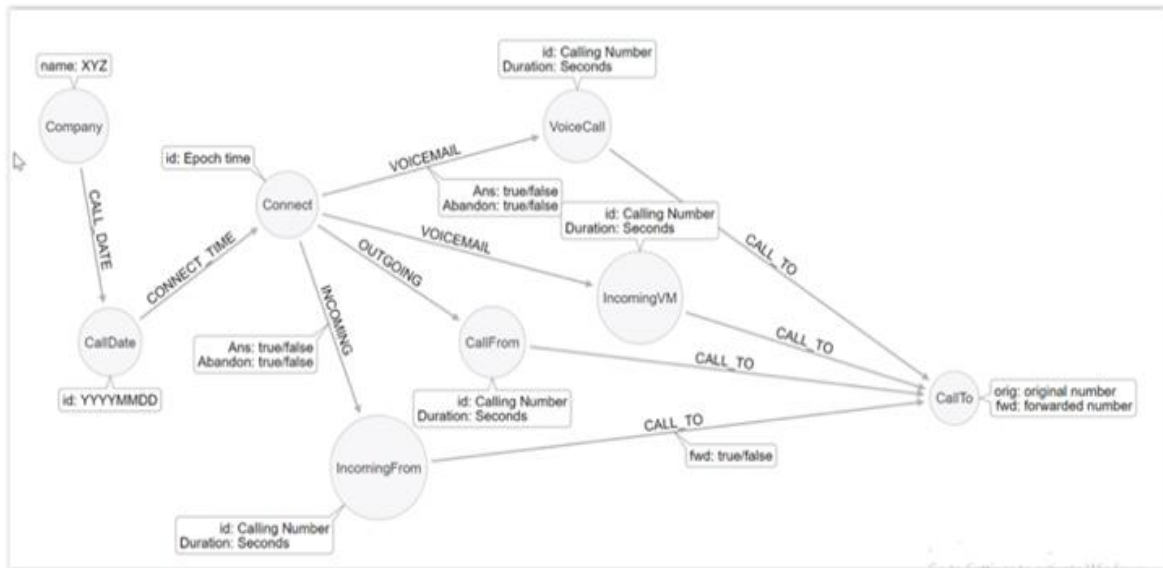 name: XYZ
Company
CALL_DATE
CallDate
id: YYYYMMDD
CONNECT_TIME
id: Epoch time
Connect
VOICEMAIL
Ans: true/false
Abandon: true/false
id: Calling Number
Duration: Seconds
VoiceCall
CALL_TO
VOICEMAIL
id: Calling Number
Duration: Seconds
IncomingVM
CALL_TO
OUTGOING
CallFrom
id: Calling Number
Duration: Seconds
CALL_TO
INCOMING
Ans: true/false
Abandon: true/false
IncomingFrom
id: Calling Number
Duration: Seconds
CALL_TO
fwd: true/false
CallTo
orig: original number
fwd: forwarded number